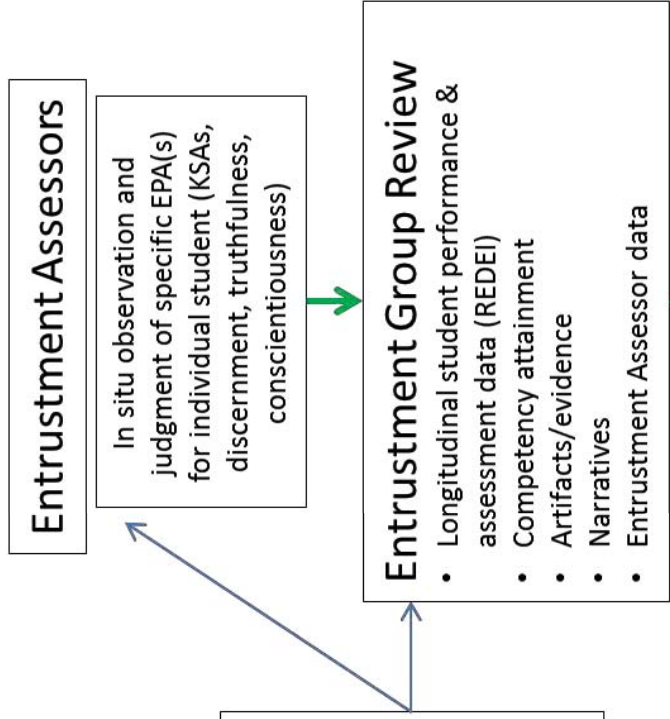 Entrustment Assessors
In situ observation and
judgment of specific EPA(s)
for individual student (KSAs,
discernment, truthfulness,
conscientiousness)
Entrustment Group Review
• Longitudinal student performance &
assessment data (REDEI)
• Competency attainment
• Artifacts/evidence
• Narratives
• Entrustment Assessor data